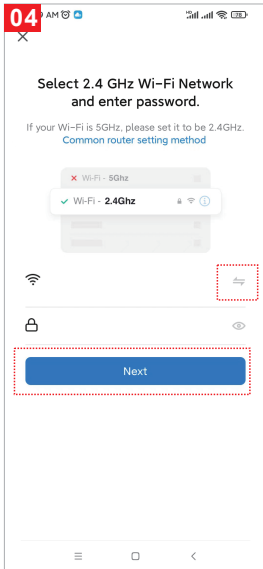 04
AM
78
Select 2.4 GHz Wi-Fi Network
and enter password.
If your Wi-Fi is 5GHz, please set it to be 2.4GHz.
Common router setting method
Wi-Fi - 5Ghz
Wi-Fi - 2.4Ghz
Next